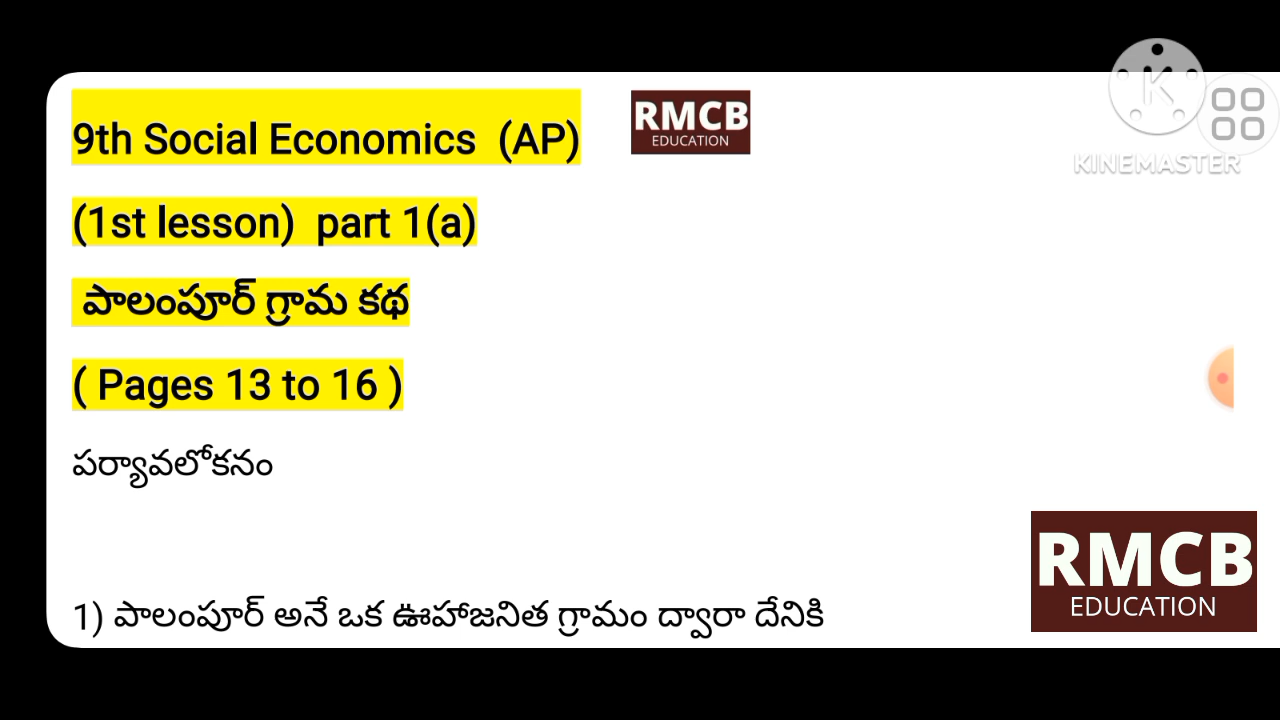 9th Social Economics (AP)
RMCB
EDUCATION
KINEMASTER
(1st lesson) part 1(a)
పాలంపూర్ గ్రామ కథ
( Pages 13 to 16 )
పర్యావలోకనం
RMCB
EDUCATION
1) పాలంపూర్ అనే ఒక ఊహాజనిత గ్రామం ద్వారా దేనికి